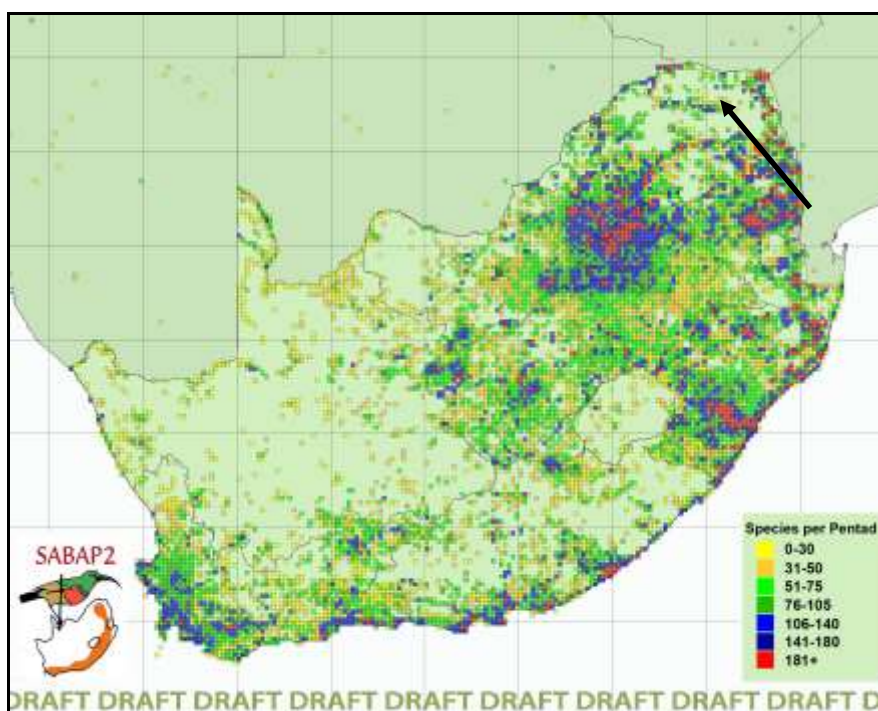 SABAP2
Species per Pentad
0-30
31-50
51-75
76-105
106-140
141-180
181+
DRAFT DRAFT DRAFT DRAFT DRAFT DRAFT DRAFT DRAFT DRAFT D